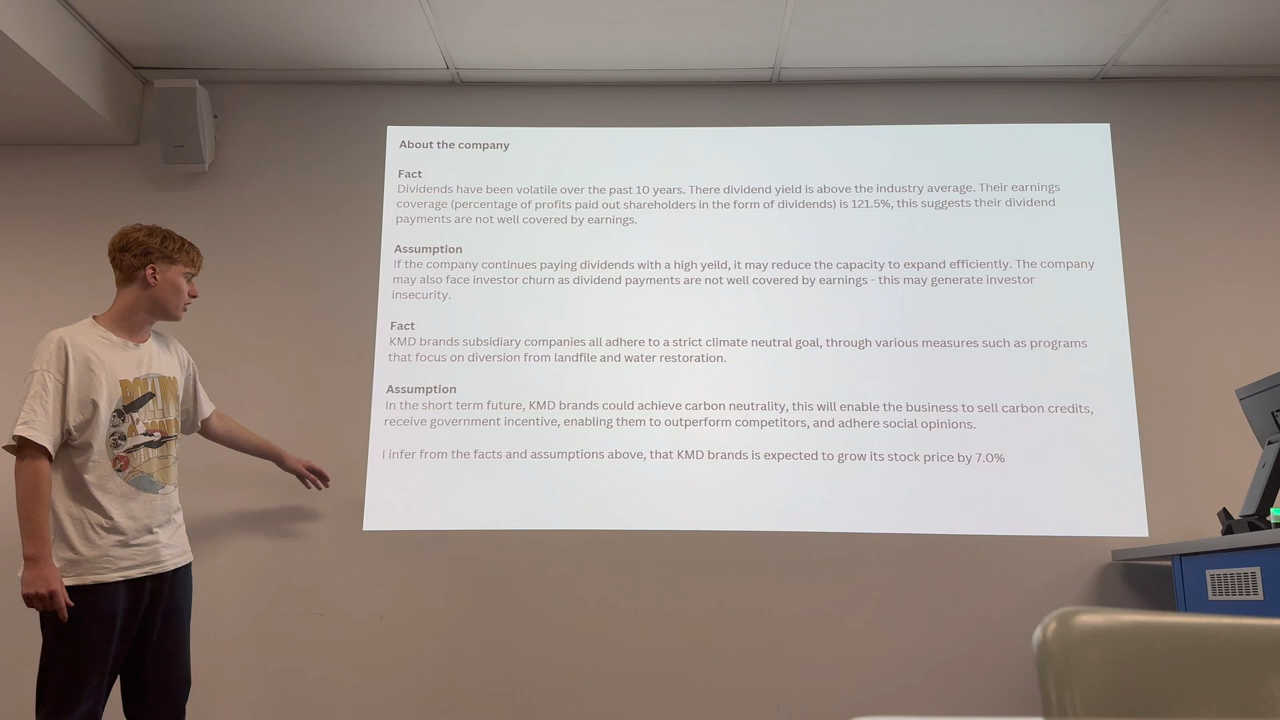 About the company
Fact
Dividends have been volatile over the past 10 years. There dividend yield is above the industry average. Their earnings
coverage (percentage of profits paid out shareholders in the form of dividends) is 121.5%, this suggests their dividend
payments are not well covered by earnings.
Assumption
If the company continues paying dividends with a high yeild, it may reduce the capacity to expand efficiently. The company
may also face investor churn as dividend payments are not well covered by earnings - this may generate investor
insecurity.
Fact
KMD brands subsidiary companies all adhere to a strict climate neutral goal, through various measures such as programs
that focus on diversion from landfile and water restoration.
Assumption
In the short term future, KMD brands could achieve carbon neutrality, this will enable the business to sell carbon credits,
receive government incentive, enabling them to outperform competitors, and adhere social opinions.
I infer from the facts and assumptions above, that KMD brands is expected to grow its stock price by 7.0%